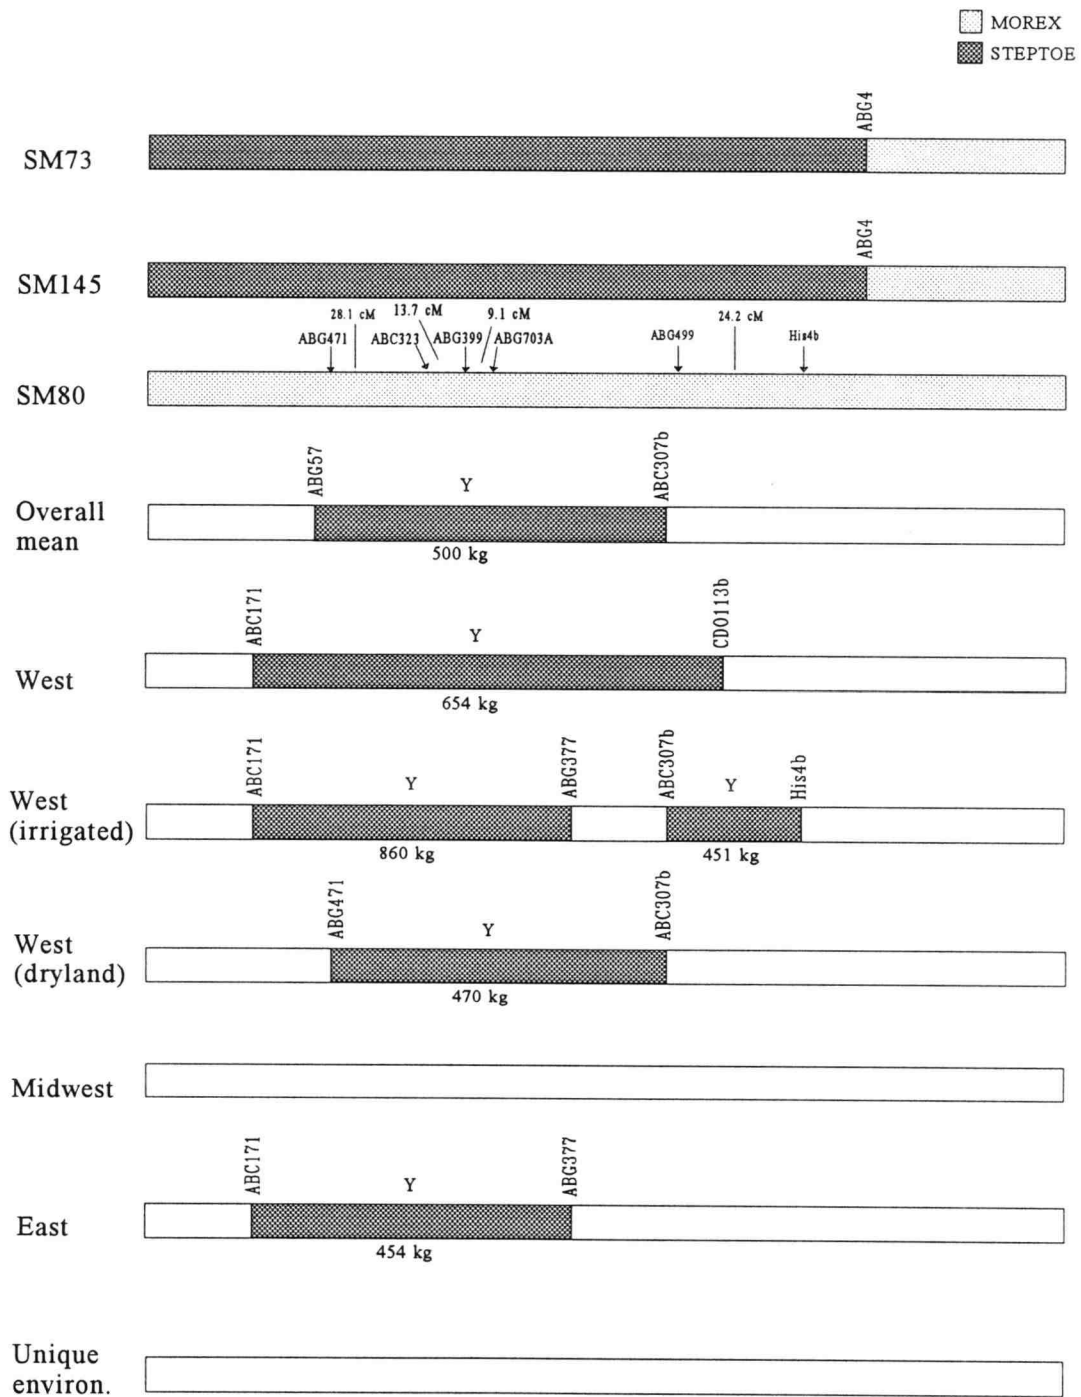 MOREX
STEPTOE
ABG4
SM73
ABG4
SM145
28.1 cM
13.7 cM
9.1 cM
24.2 cM
ABG471
ABC323
ABG399
ABG703A
ABG499
His4b
SM80
ABG57
Y
ABC307b
Overall
mean
500 kg
ABC171
Y
CDO113b
West
654 kg
ABC171
Y
ABG377
ABC307b
Y
His4b
West
(irrigated)
860 kg
451 kg
ABG471
Y
ABC307b
West
(dryland)
470 kg
Midwest
ABC171
Y
ABG377
East
454 kg
Unique
environ.